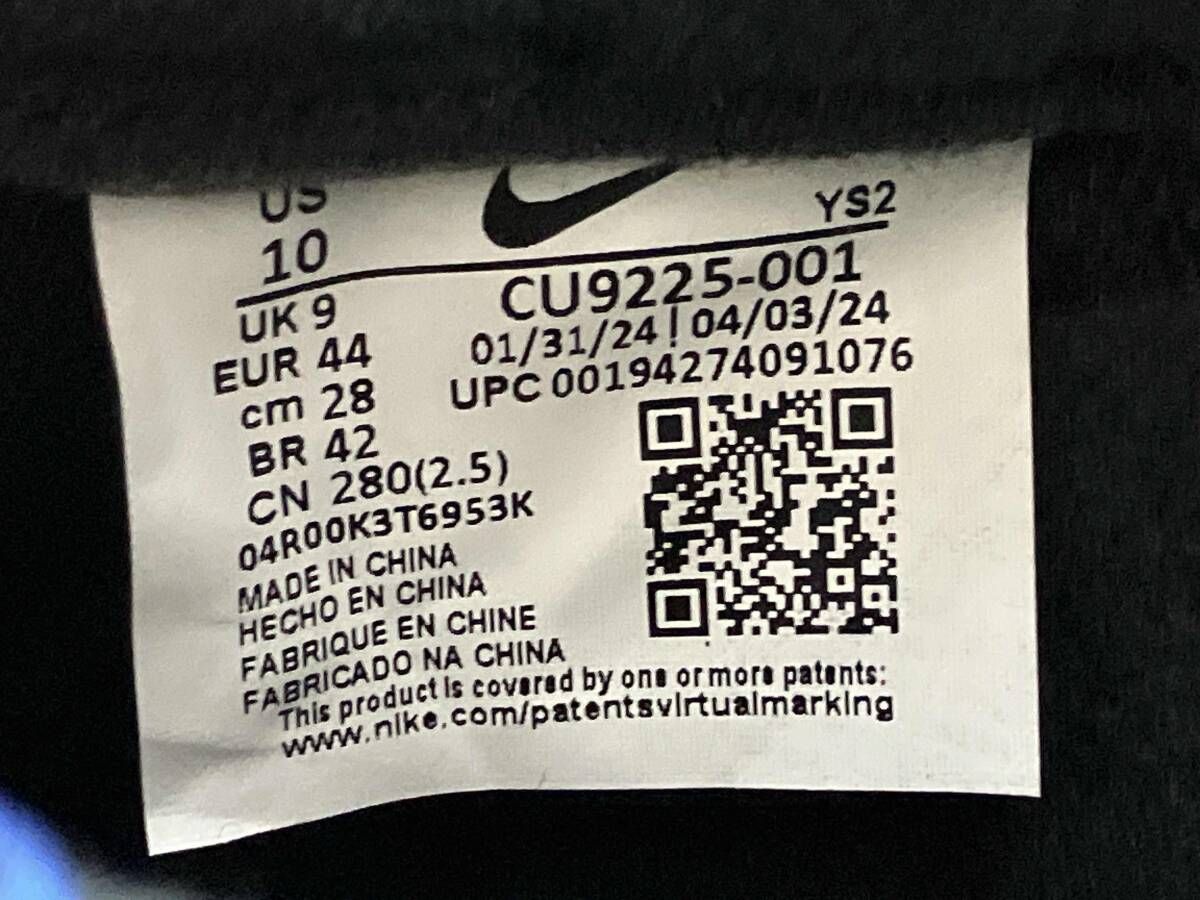 US
10
YS2
UK 9
EUR 44
cm 28
BR 42
CN 280(2.5)
04R00K3T6953K
CU9225-001
01/31/24 ! 04/03/24
UPC 00194274091076
MADE IN CHINA
HECHO EN CHINA
FABRIQUE EN CHINE
FABRICADO NA CHINA
This product is covered by one or more patents:
www.nike.com/patentsvirtualmarking